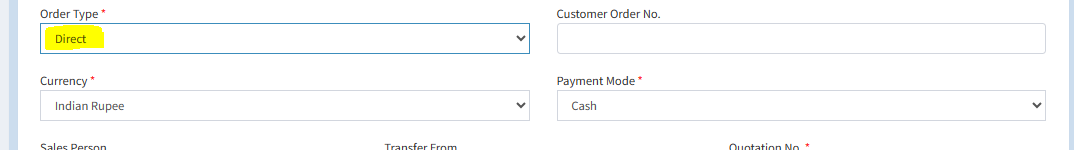 Order Type *
Customer Order No.
Direct
Currency *
Payment Mode *
Indian Rupee
Cash
Sales Person
Transfer From
Quotation No. *